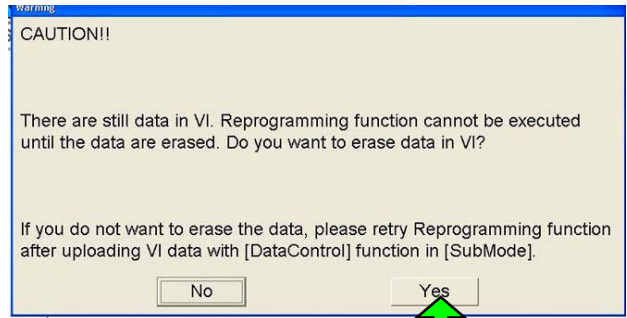 Warning
CAUTION!!
There are still data in VI. Reprogramming function cannot be executed
until the data are erased. Do you want to erase data in VI?
If you do not want to erase the data, please retry Reprogramming function
after uploading VI data with [DataControl] function in [SubMode].
No
Yes